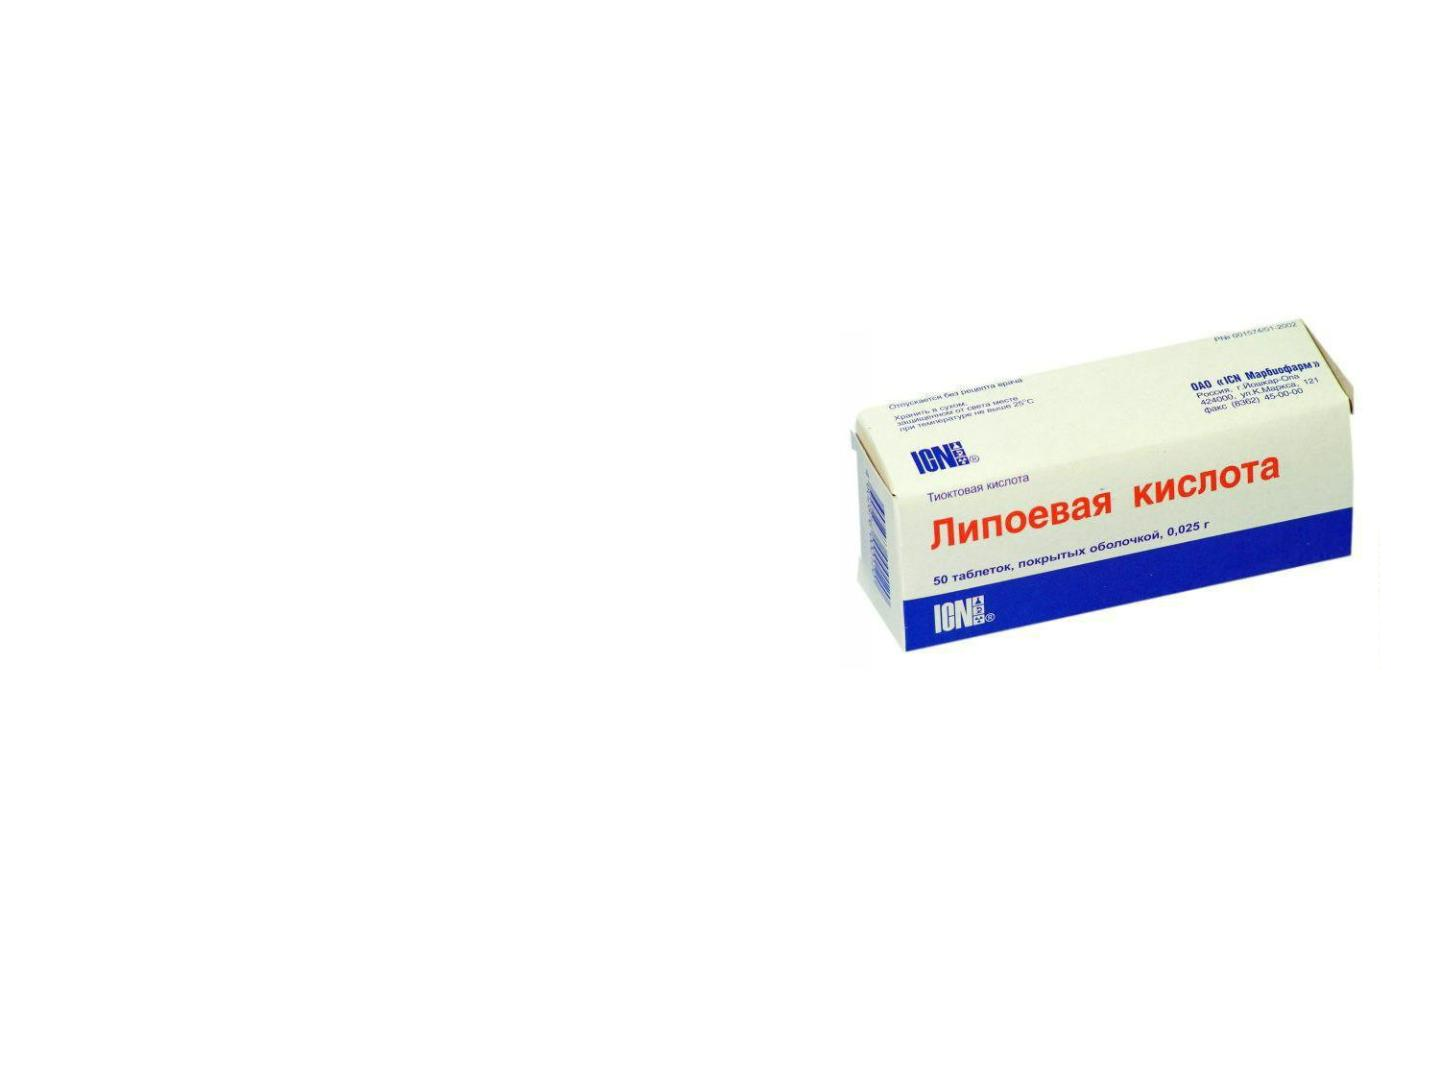 Р№ 001574/01-2002
Отпускается без рецепта врача
Хранить в сухом,
защищенном от света месте
при температуре не выше 25°С
ОАО «ICN Марбиофарм»
Россия, г.Йошкар-Ола
424000, ул.К.Маркса, 121
факс (8362) 45-00-00
ICN®
Тиоктовая кислота
Липоевая кислота
50 таблеток, покрытых оболочкой, 0,025 г
ICN®